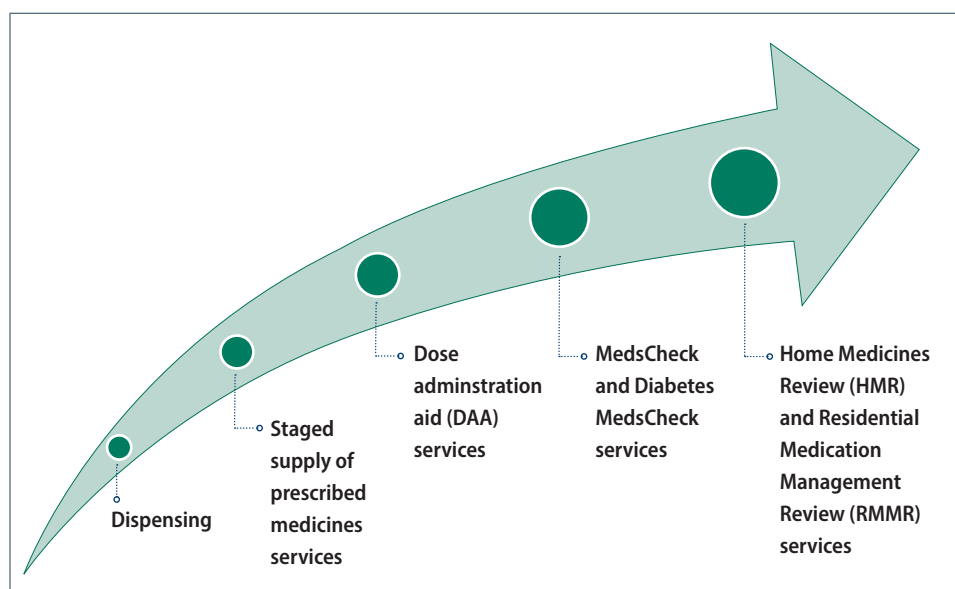 Dispensing
Staged
supply of
prescribed
medicines
services
Dose
adminstration
aid (DAA)
services
MedsCheck
and Diabetes
MedsCheck
services
Home Medicines
Review (HMR)
and Residential
Medication
Management
Review (RMMR)
services